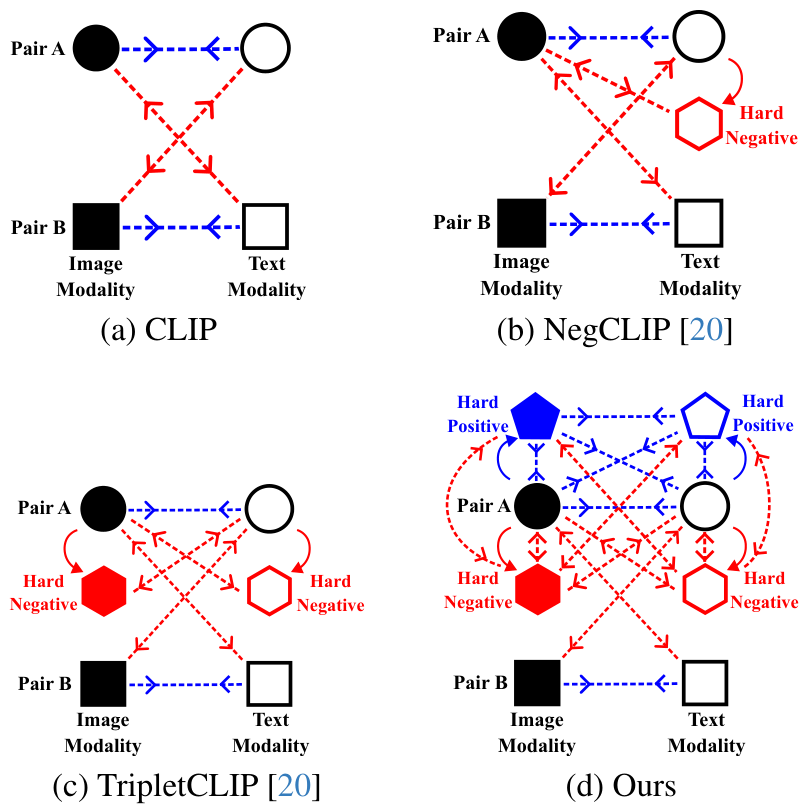 Pair A
Hard
Negative
Pair B
Image
Modality
Text
Modality
(a) CLIP
Pair A
Hard
Negative
Pair B
Image
Modality
Text
Modality
(b) NegCLIP [20]
Pair A
Hard
Negative
Hard
Negative
Pair B
Image
Modality
Text
Modality
(c) TripletCLIP [20]
Hard
Positive
Hard
Positive
Pair A
Hard
Negative
Hard
Negative
Pair B
Image
Modality
Text
Modality
(d) Ours